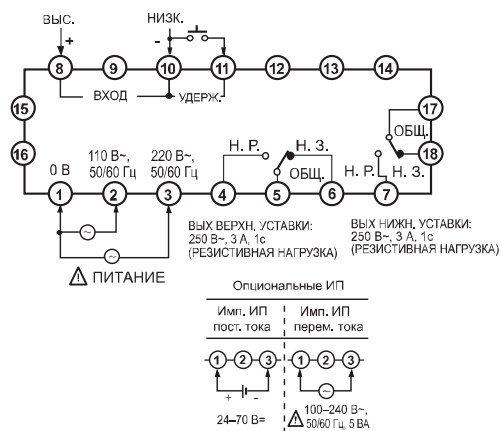 ВЫС.
НИЗК.
+
-
8
9
10
11
12
13
14
ВХОД
УДЕРЖ.
15
16
17
ОБЩ.
18
0 В
110 В~,
50/60 Гц
220 В~,
50/60 Гц
Н. Р.
Н. З.
ОБЩ.
Н. Р.
Н. З.
1
2
3
4
5
6
7
~
~
ПИТАНИЕ
ВЫХ ВЕРХН. УСТАВКИ:
250 В~, 3 А, 1с
(РЕЗИСТИВНАЯ НАГРУЗКА)
ВЫХ НИЖН. УСТАВКИ:
250 В~, 3 А, 1с
(РЕЗИСТИВНАЯ НАГРУЗКА)
Опциональные ИП
Имп. ИП
пост. тока
Имп. ИП
перем. тока
1
2
3
1
2
3
+
-
~
24–70 В=
100–240 В~,
50/60 Гц, 5 ВА